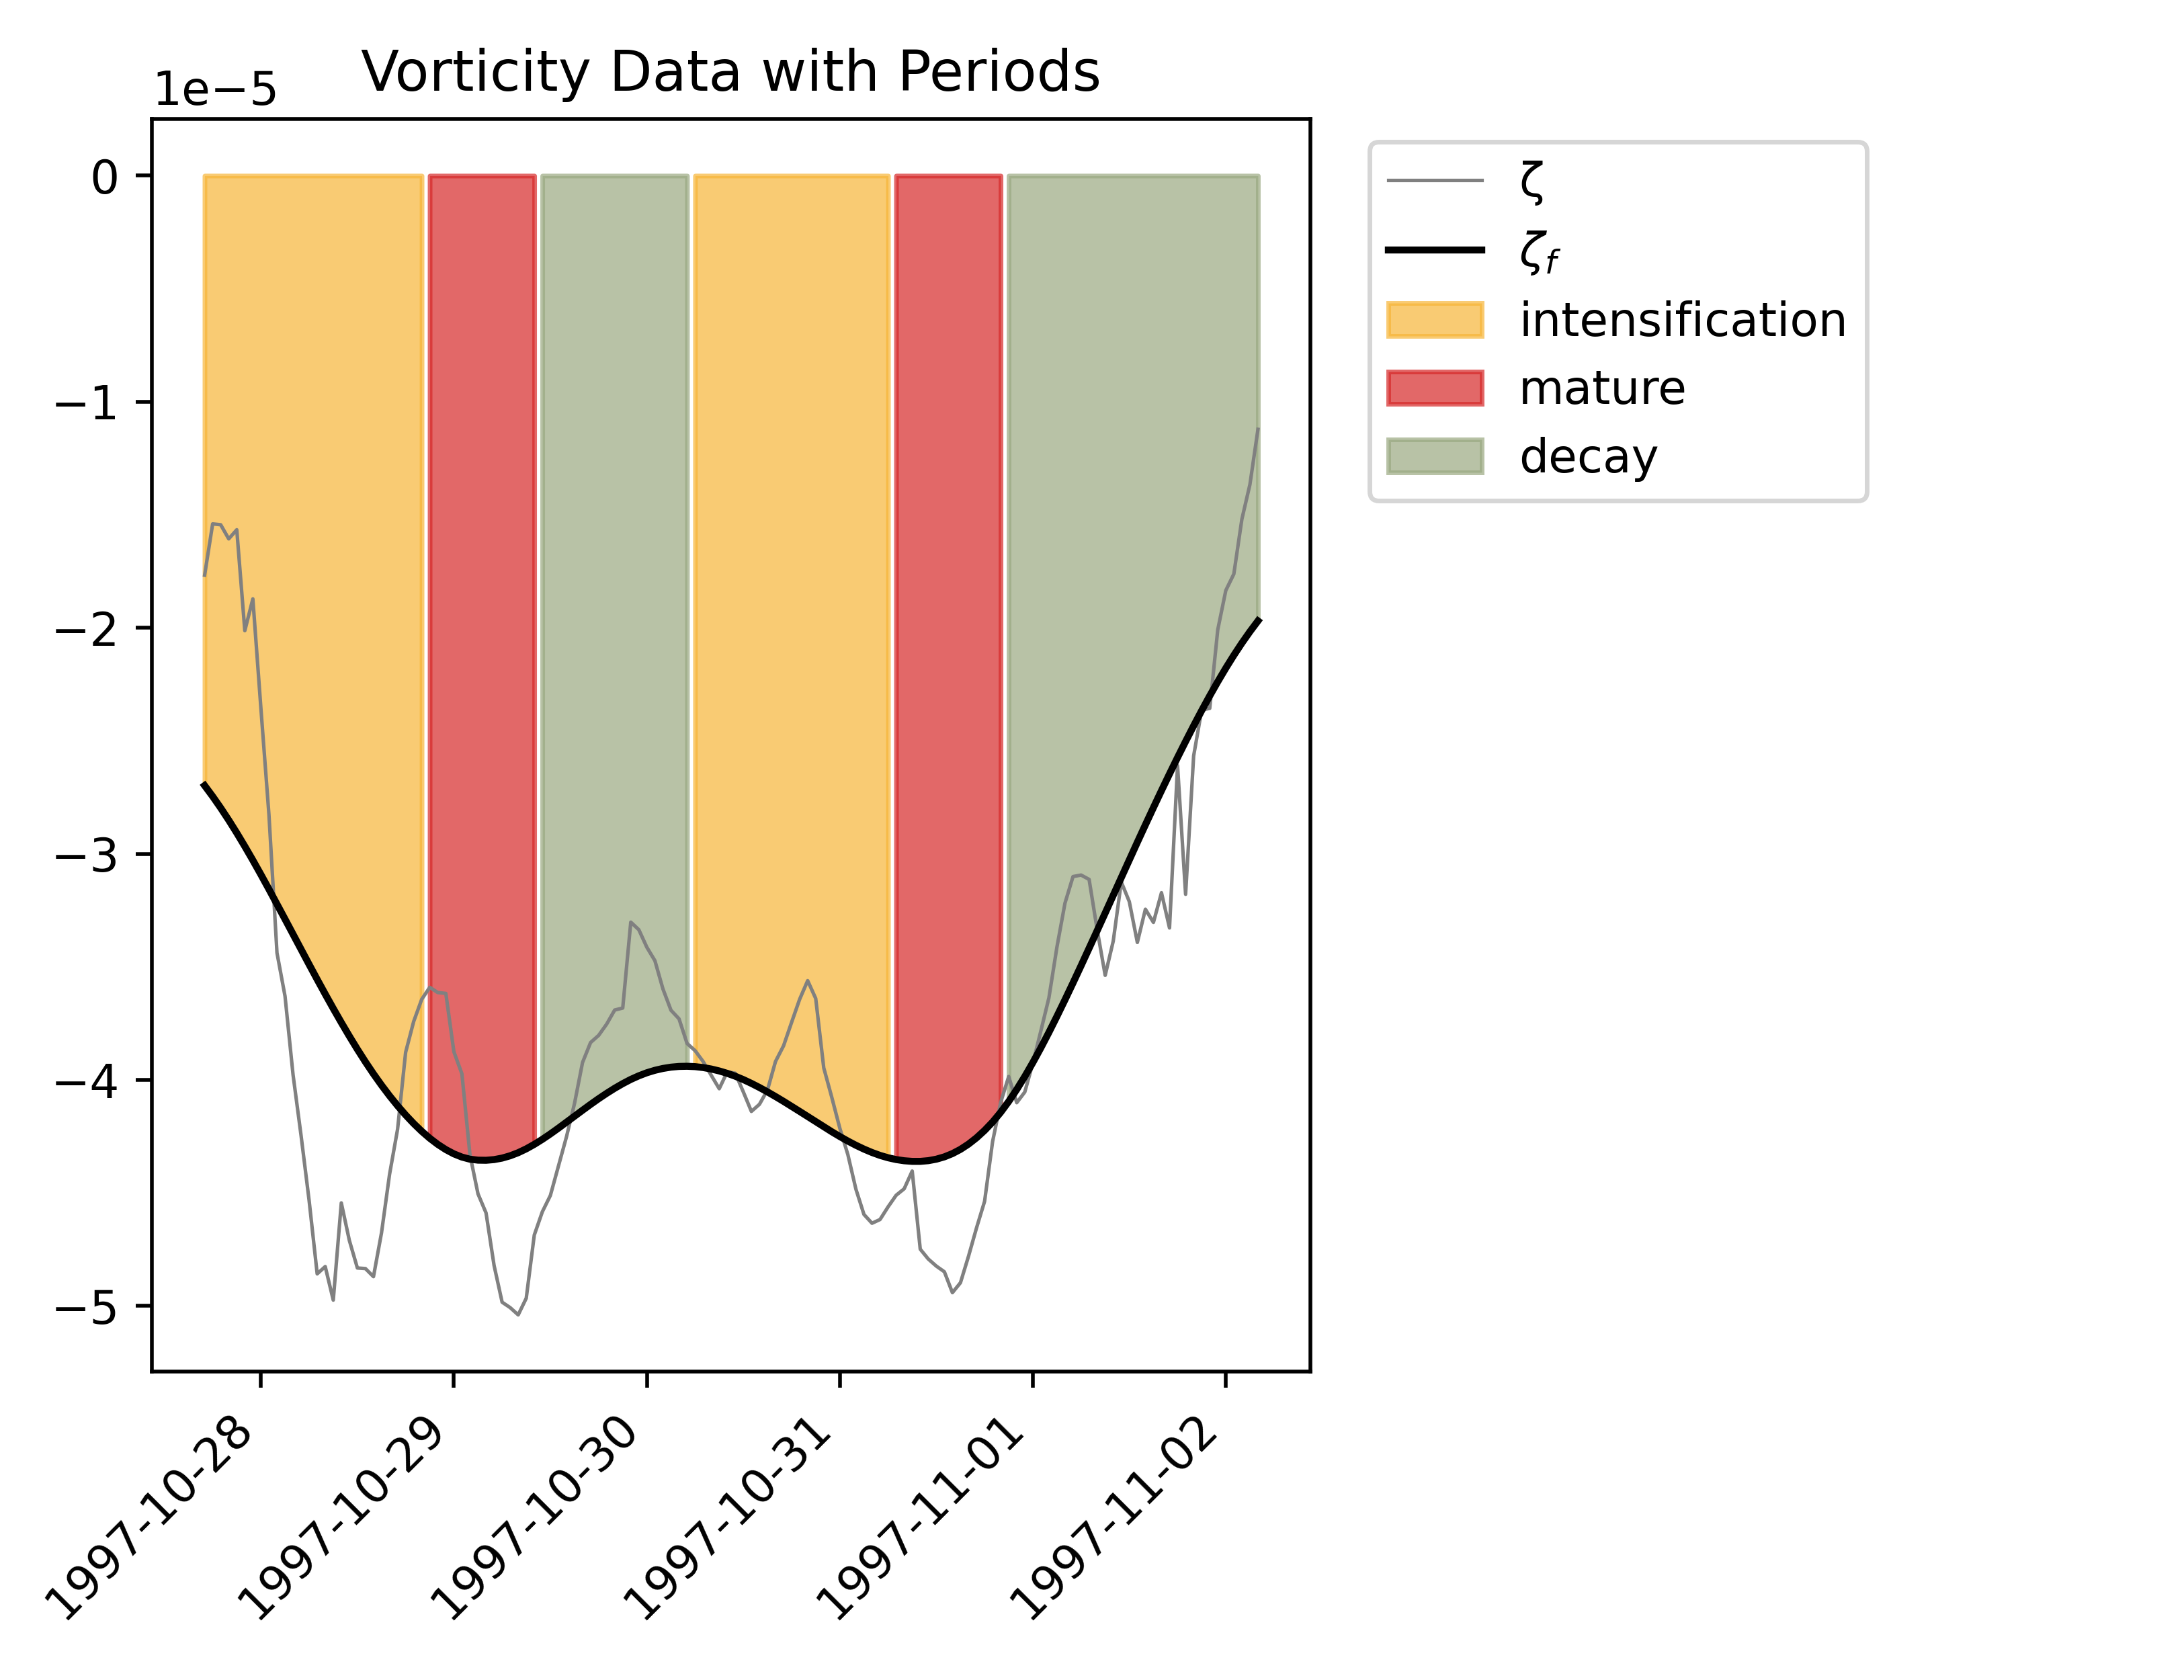 Vorticity Data with Periods
1e−5
0
−1
−2
−3
−4
−5
1997-10-28
1997-10-29
1997-10-30
1997-10-31
1997-11-01
1997-11-02
ζ
ζf
intensification
mature
decay